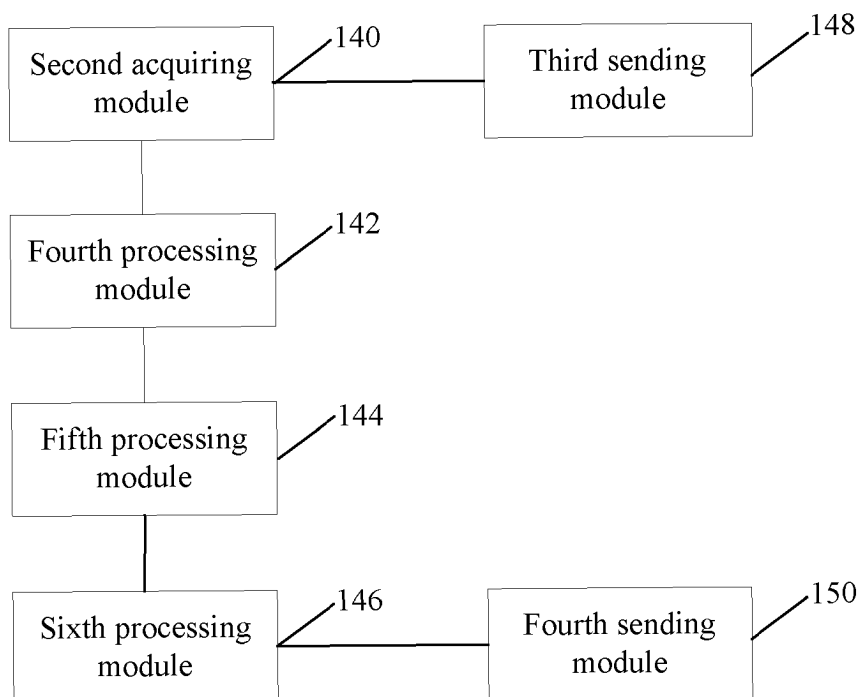 140
148
Second acquiring
module
Third sending
module
142
Fourth processing
module
144
Fifth processing
module
146
150
Sixth processing
module
Fourth sending
module